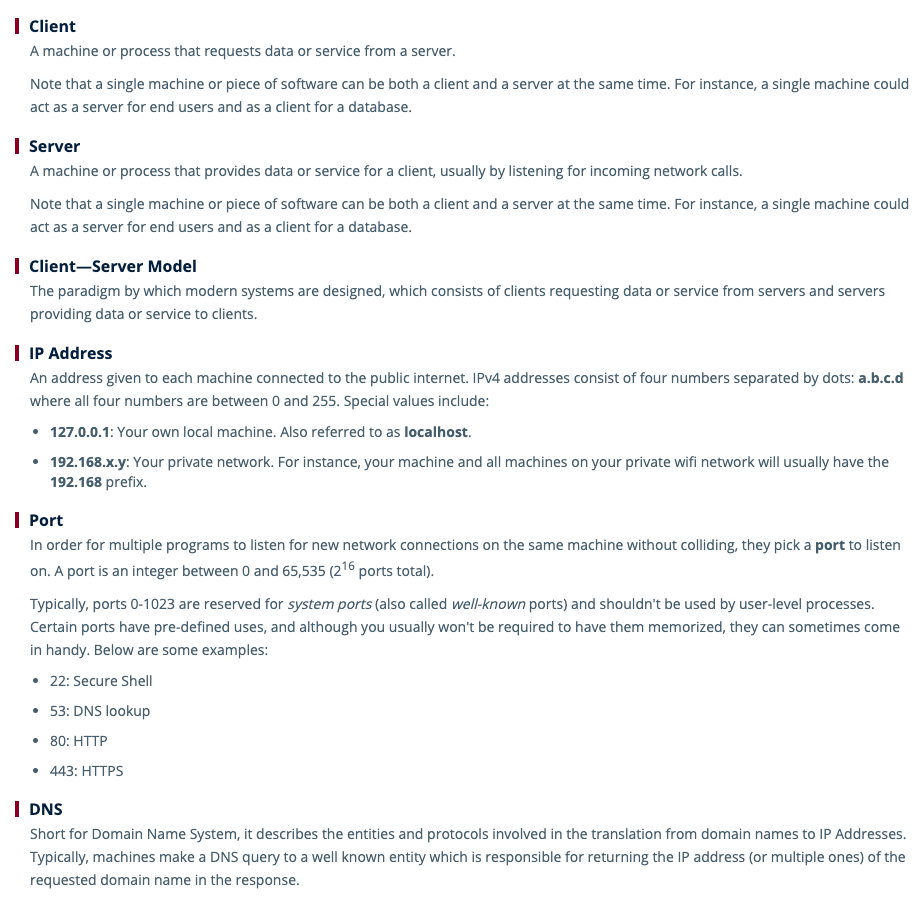 Client
A machine or process that requests data or service from a server.
Note that a single machine or piece of software can be both a client and a server at the same time. For instance, a single machine could
act as a server for end users and as a client for a database.
Server
A machine or process that provides data or service for a client, usually by listening for incoming network calls.
Note that a single machine or piece of software can be both a client and a server at the same time. For instance, a single machine could
act as a server for end users and as a client for a database.
Client—Server Model
The paradigm by which modern systems are designed, which consists of clients requesting data or service from servers and servers
providing data or service to clients.
IP Address
An address given to each machine connected to the public internet. IPv4 addresses consist of four numbers separated by dots: a.b.c.d
where all four numbers are between 0 and 255. Special values include:
• 127.0.0.1: Your own local machine. Also referred to as localhost.
• 192.168.x.y: Your private network. For instance, your machine and all machines on your private wifi network will usually have the
192.168 prefix.
Port
In order for multiple programs to listen for new network connections on the same machine without colliding, they pick a port to listen
on. A port is an integer between 0 and 65,535 (2¹⁶ ports total).
Typically, ports 0-1023 are reserved for system ports (also called well-known ports) and shouldn't be used by user-level processes.
Certain ports have pre-defined uses, and although you usually won't be required to have them memorized, they can sometimes come
in handy. Below are some examples:
• 22: Secure Shell
• 53: DNS lookup
• 80: HTTP
• 443: HTTPS
DNS
Short for Domain Name System, it describes the entities and protocols involved in the translation from domain names to IP Addresses.
Typically, machines make a DNS query to a well known entity which is responsible for returning the IP address (or multiple ones) of the
requested domain name in the response.